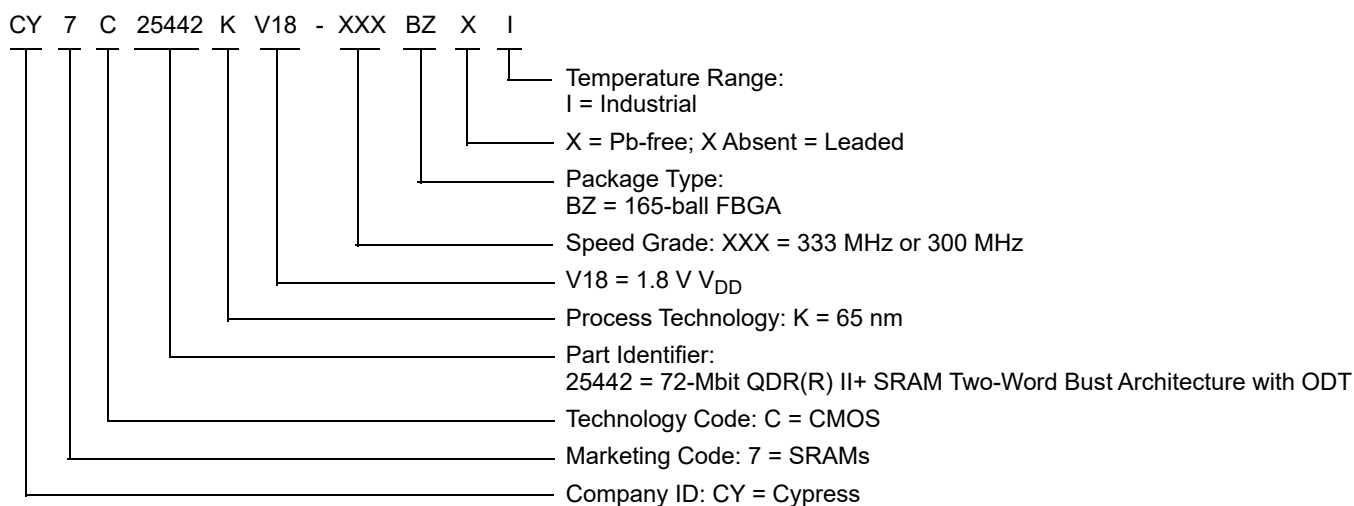 CY 7 C 25442 K V18 - XXX BZ X I
Temperature Range:
I = Industrial
X = Pb-free; X Absent = Leaded
Package Type:
BZ = 165-ball FBGA
Speed Grade: XXX = 333 MHz or 300 MHz
V18 = 1.8 V VDD
Process Technology: K = 65 nm
Part Identifier:
25442 = 72-Mbit QDR(R) II+ SRAM Two-Word Bust Architecture with ODT
Technology Code: C = CMOS
Marketing Code: 7 = SRAMs
Company ID: CY = Cypress